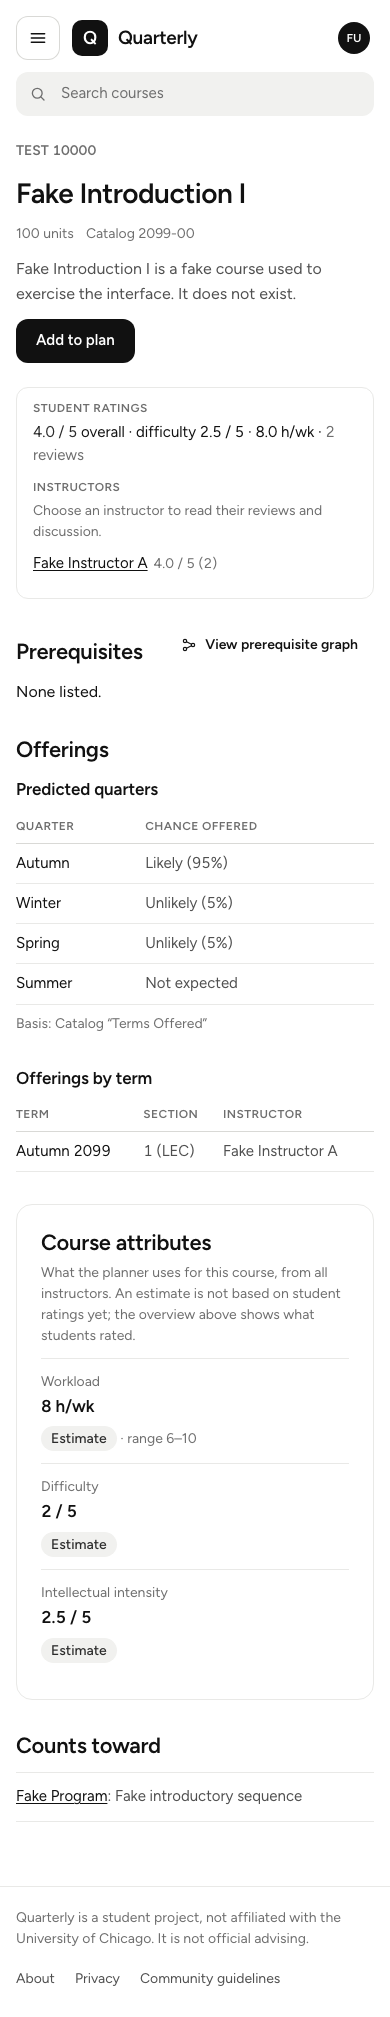 Q Quarterly FU
Search courses
TEST 10000
Fake Introduction I
100 units Catalog 2099-00
Fake Introduction I is a fake course used to
exercise the interface. It does not exist.
Add to plan
STUDENT RATINGS
4.0 / 5 overall · difficulty 2.5 / 5 · 8.0 h/wk · 2
reviews
INSTRUCTORS
Choose an instructor to read their reviews and
discussion.
Fake Instructor A 4.0 / 5 (2)
Prerequisites View prerequisite graph
None listed.
Offerings
Predicted quarters
QUARTER CHANCE OFFERED
Autumn Likely (95%)
Winter Unlikely (5%)
Spring Unlikely (5%)
Summer Not expected
Basis: Catalog “Terms Offered”
Offerings by term
TERM SECTION INSTRUCTOR
Autumn 2099 1 (LEC) Fake Instructor A
Course attributes
What the planner uses for this course, from all
instructors. An estimate is not based on student
ratings yet; the overview above shows what
students rated.
Workload
8 h/wk
Estimate · range 6–10
Difficulty
2 / 5
Estimate
Intellectual intensity
2.5 / 5
Estimate
Counts toward
Fake Program: Fake introductory sequence
Quarterly is a student project, not affiliated with the
University of Chicago. It is not official advising.
About Privacy Community guidelines